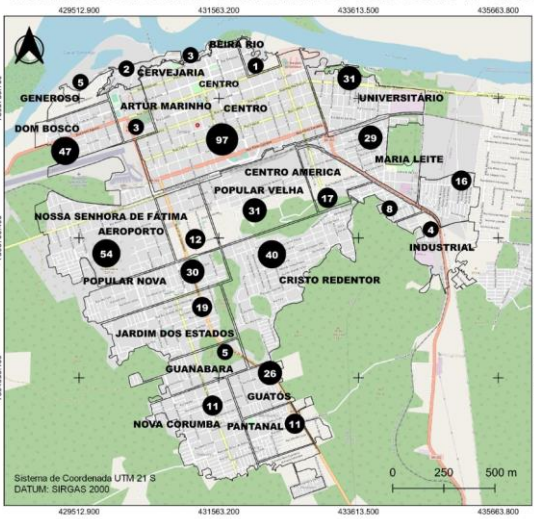 429512.900 431563.200 433613.500 435663.800
BEIRA RIO
3
1
2
CERVEJARIA
5
CENTRO
31
GENEROSO
UNIVERSITÁRIO
ARTUR MARINHO
CENTRO
DOM BOSCO
3
97
29
47
MARIA LEITE
CENTRO AMERICA
16
POPULAR VELHA
17
8
NOSSA SENHORA DE FÁTIMA
31
4
AEROPORTO
12
INDUSTRIAL
54
40
30
POPULAR NOVA
CRISTO REDENTOR
19
JARDIM DOS ESTADOS
5
GUANABARA
26
GUATÓS
11
NOVA CORUMBA
PANTANAL
11
Sistema de Coordenada UTM 21 S
DATUM: SIRGAS 2000
0 250 500 m
429512.900 431563.200 433613.500 435663.800